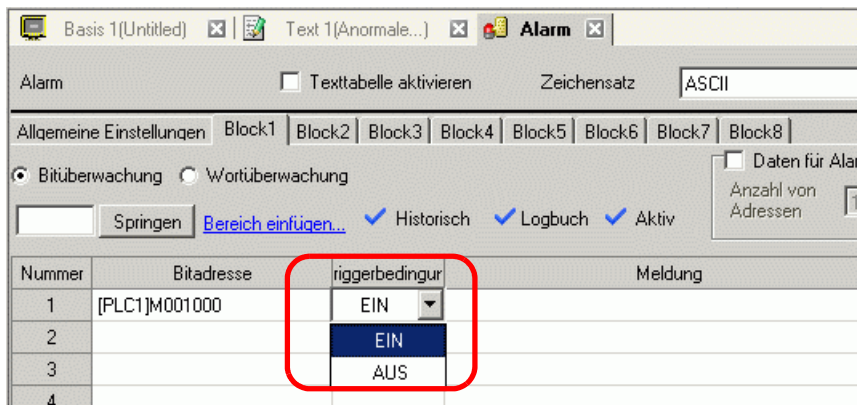 Basis 1(Untitled) Text 1(Anormale...) Alarm
Alarm Texttabelle aktivieren Zeichensatz ASCII
Allgemeine Einstellungen Block1 Block2 Block3 Block4 Block5 Block6 Block7 Block8
Bitüberwachung Wortüberwachung Daten für Alar
Anzahl von
Adressen 1
Springen Bereich einfügen... Historisch Logbuch Aktiv
Nummer Bitadresse riggerbedingur Meldung
1 [PLC1]M001000 EIN
2 EIN
3 AUS
4